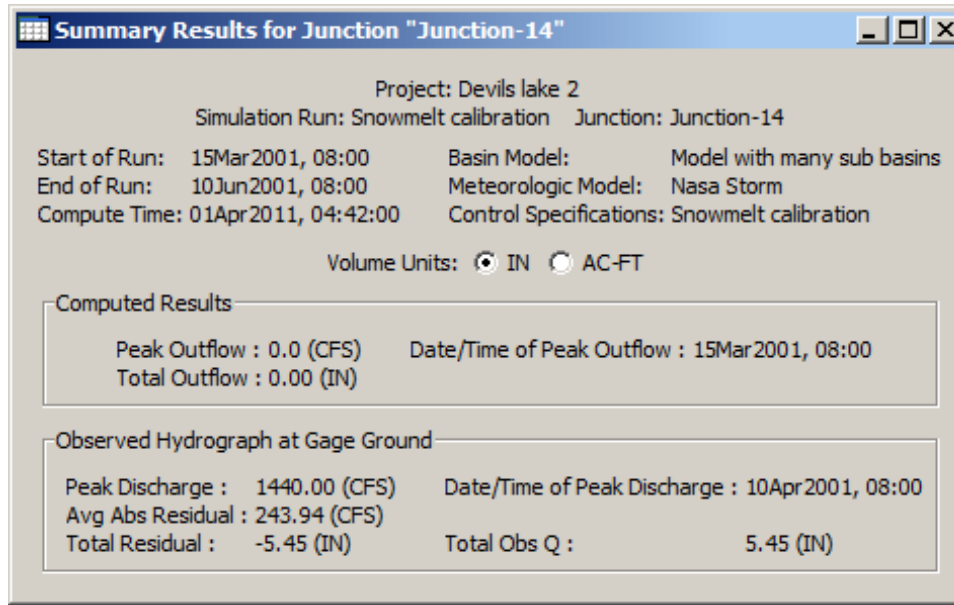 Summary Results for Junction "Junction-14"
Project: Devils lake 2
Simulation Run: Snowmelt calibration Junction: Junction-14
Start of Run: 15Mar2001, 08:00 Basin Model: Model with many sub basins
End of Run: 10Jun2001, 08:00 Meteorologic Model: Nasa Storm
Compute Time: 01Apr2011, 04:42:00 Control Specifications: Snowmelt calibration
Volume Units: IN AC-FT
Computed Results
Peak Outflow : 0.0 (CFS) Date/Time of Peak Outflow : 15Mar2001, 08:00
Total Outflow : 0.00 (IN)
Observed Hydrograph at Gage Ground
Peak Discharge : 1440.00 (CFS) Date/Time of Peak Discharge : 10Apr2001, 08:00
Avg Abs Residual : 243.94 (CFS)
Total Residual : -5.45 (IN) Total Obs Q : 5.45 (IN)